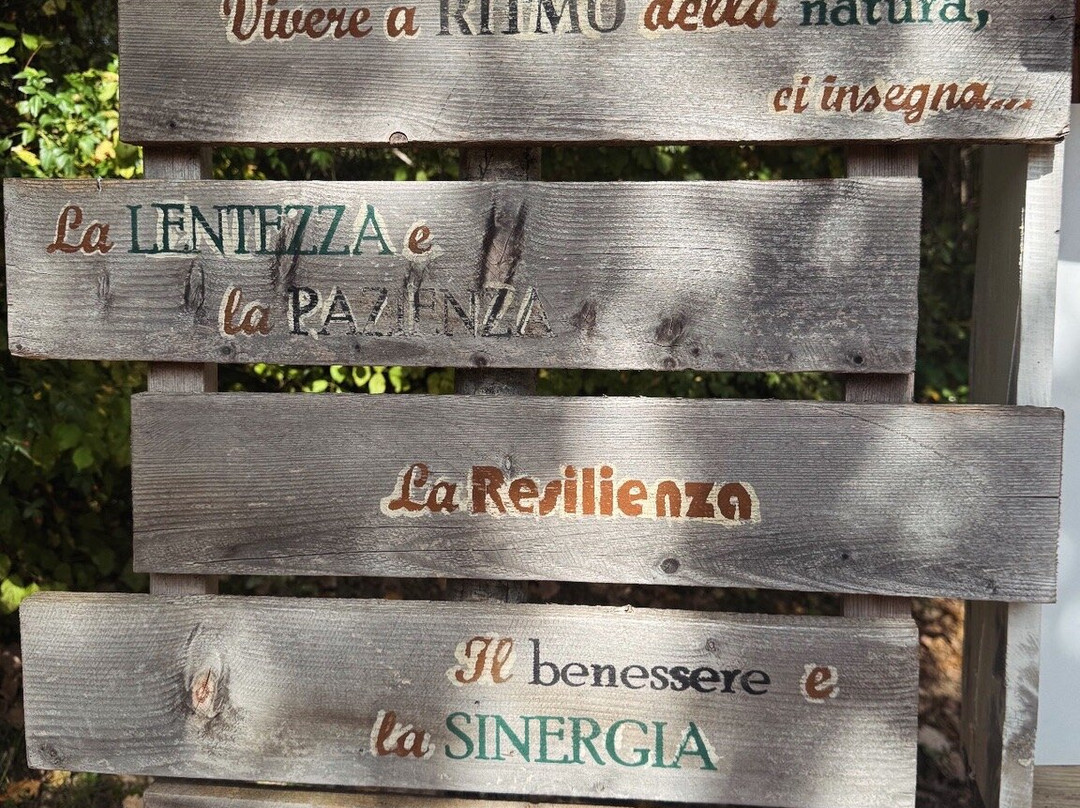 Vivere a RITMO della natura,
ci insegna...
La LENTEZZA e
la PAZIENZA
La Resilienza
Il benessere e
la SINERGIA